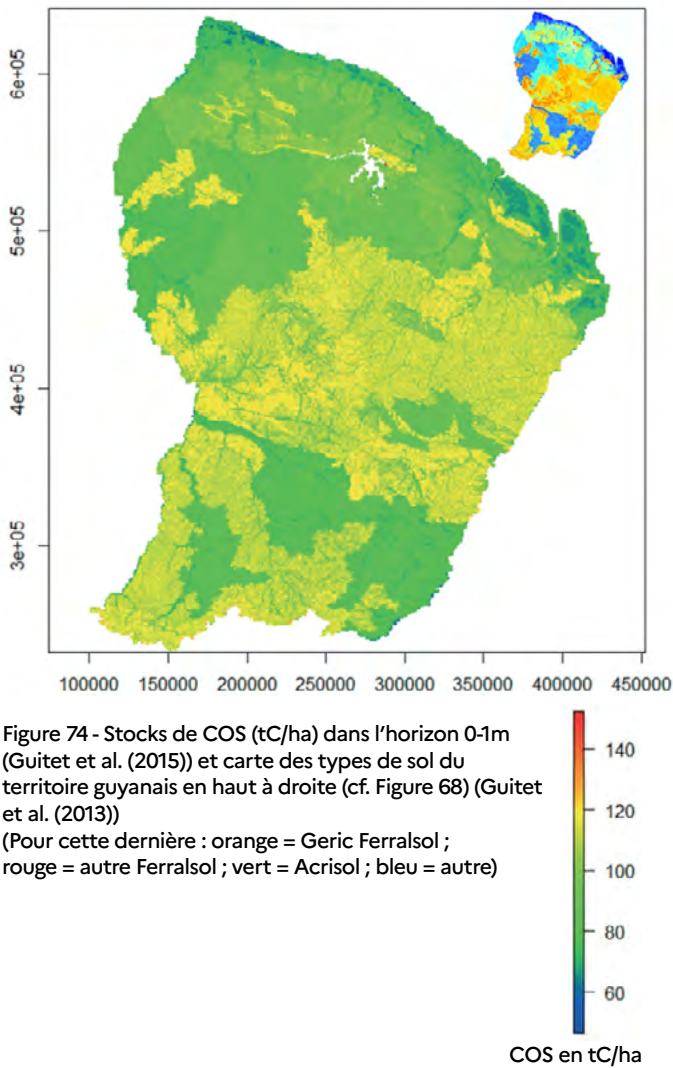 6e+05
5e+05
4e+05
3e+05
100000 150000 200000 250000 300000 350000 400000 450000
Figure 74 - Stocks de COS (tC/ha) dans l'horizon 0-1m
(Guitet et al. (2015)) et carte des types de sol du
territoire guyanais en haut à droite (cf. Figure 68) (Guitet
et al. (2013))
(Pour cette dernière : orange = Geric Ferralsol ;
rouge = autre Ferralsol ; vert = Acrisol ; bleu = autre)
140
120
100
80
60
COS en tC/ha